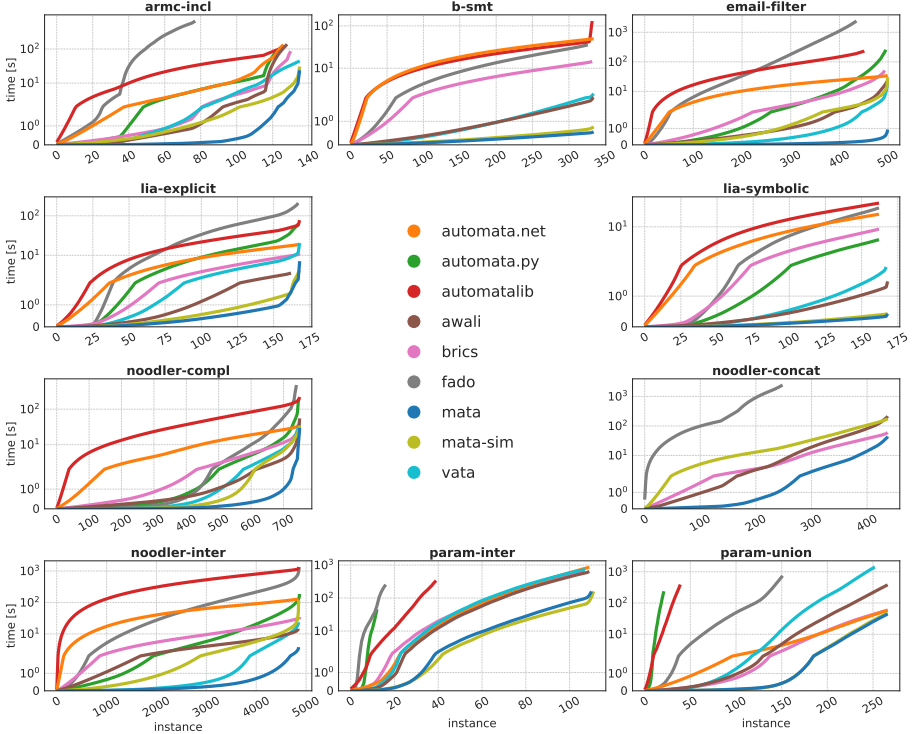 armc-incl
b-smt
email-filter
time [s]
10²
10¹
10⁰
0
0 20 40 60 80 100 120 140
10²
10¹
10⁰
0
0 50 100 150 200 250 300 350
10³
10²
10¹
10⁰
0
0 100 200 300 400 500
lia-explicit
lia-symbolic
time [s]
10²
10¹
10⁰
0
0 25 50 75 100 125 150 175
10¹
10⁰
0
0 25 50 75 100 125 150 175
automata.net
automata.py
automatalib
awali
brics
fado
mata
mata-sim
vata
noodler-compl
noodler-concat
time [s]
10²
10¹
10⁰
0
0 100 200 300 400 500 600 700
10³
10²
10¹
10⁰
0
0 100 200 300 400
noodler-inter
param-inter
param-union
time [s]
10³
10²
10¹
10⁰
0
0 1000 2000 3000 4000 5000
instance
10³
10²
10¹
10⁰
0
0 20 40 60 80 100
instance
10³
10²
10¹
10⁰
0
0 50 100 150 200 250
instance